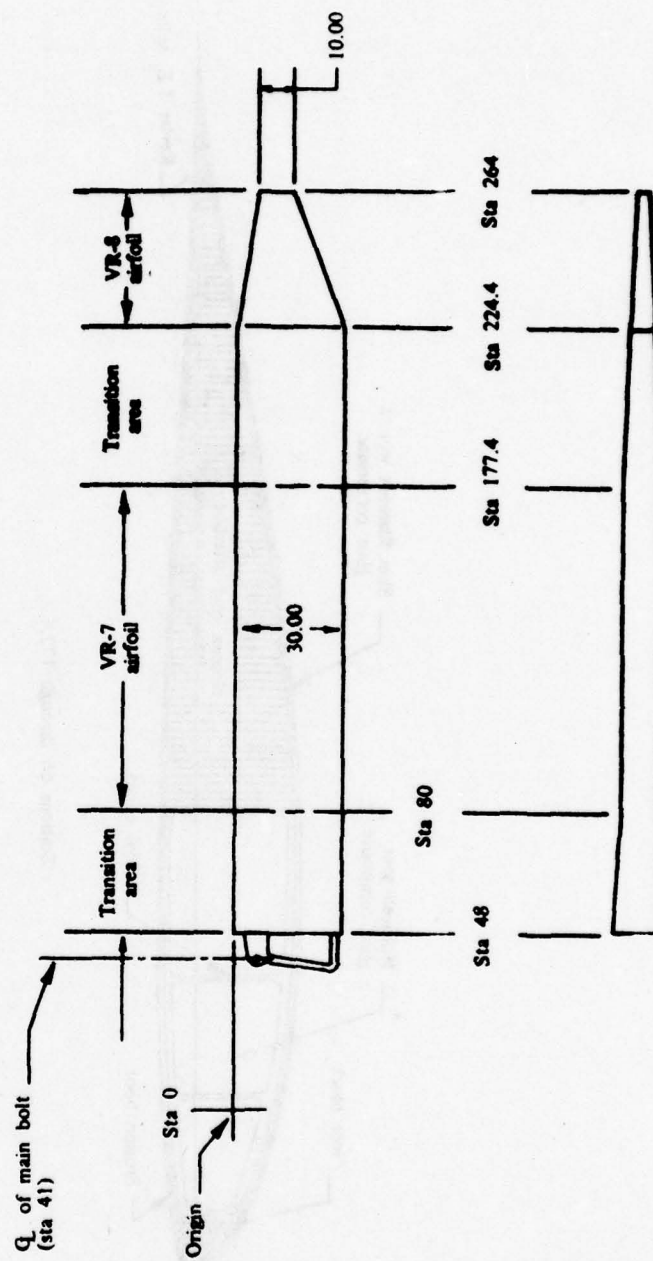 ℄ of main bolt
(sta 41)
Origin
Sta 0
Transition
area
VR-7
airfoil
Transition
area
VR-8
airfoil
30.00
10.00
Sta 48
Sta 80
Sta 177.4
Sta 224.4
Sta 264